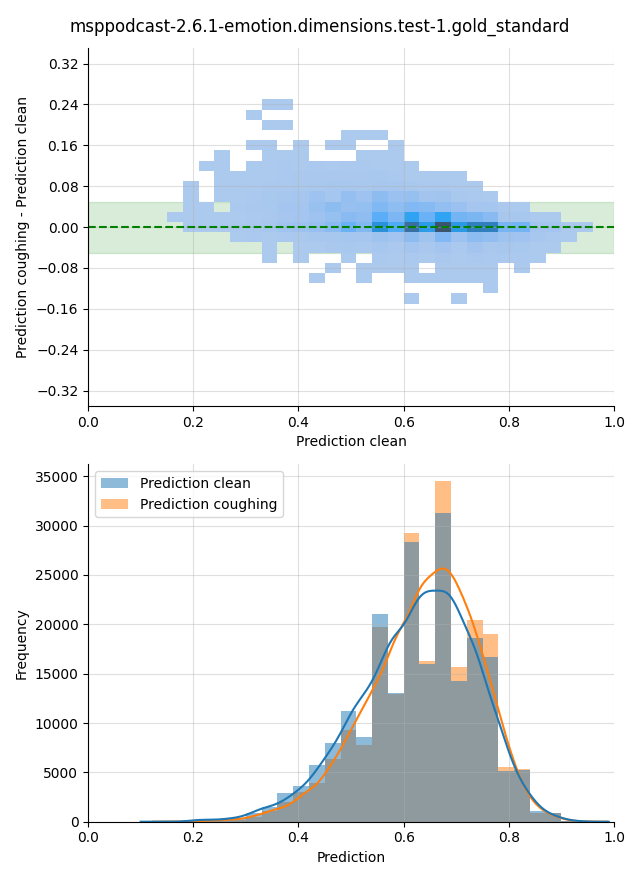 msppodcast-2.6.1-emotion.dimensions.test-1.gold_standard
0.32
0.24
0.16
0.08
0.00
−0.08
−0.16
−0.24
−0.32
Prediction coughing - Prediction clean
0.0 0.2 0.4 0.6 0.8 1.0
Prediction clean
Prediction clean
Prediction coughing
35000
30000
25000
20000
15000
10000
5000
0
Frequency
0.0 0.2 0.4 0.6 0.8 1.0
Prediction